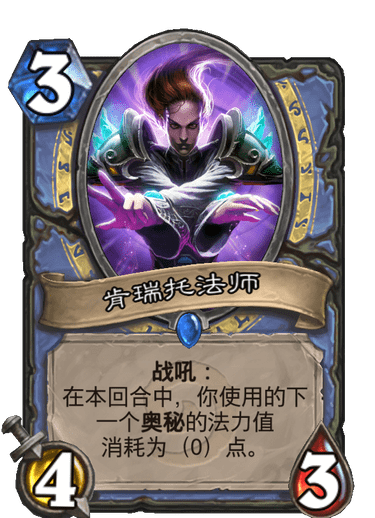 3
肯瑞托法师
战吼：
在本回合中，你使用的下
一个奥秘的法力值
消耗为（0）点。
4
3